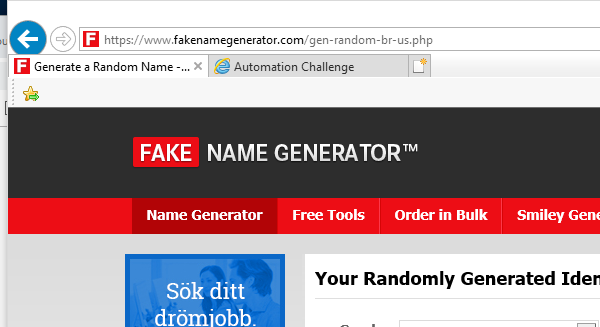 https://www.fakenamegenerator.com/gen-random-br-us.php
Generate a Random Name -...
Automation Challenge
FAKE NAME GENERATOR™
Name Generator Free Tools Order in Bulk Smiley Gene
Sök ditt
drömjobb.
Your Randomly Generated Iden